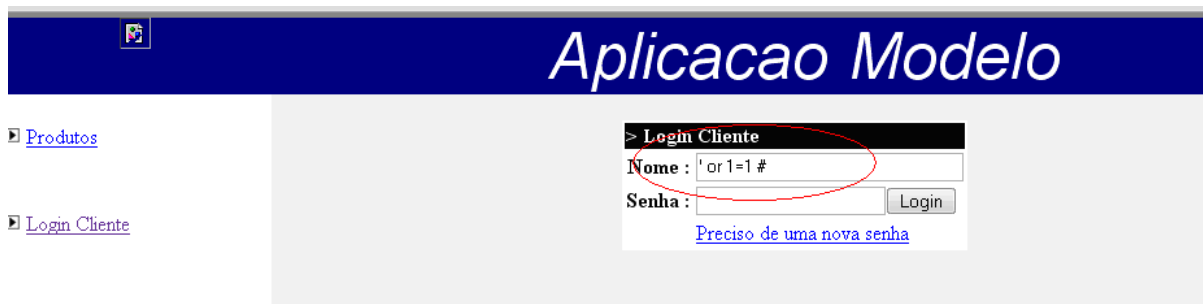 Aplicacao Modelo
Produtos
Login Cliente
> Login Cliente
Nome : ' or 1=1 #
Senha : Login
Preciso de uma nova senha